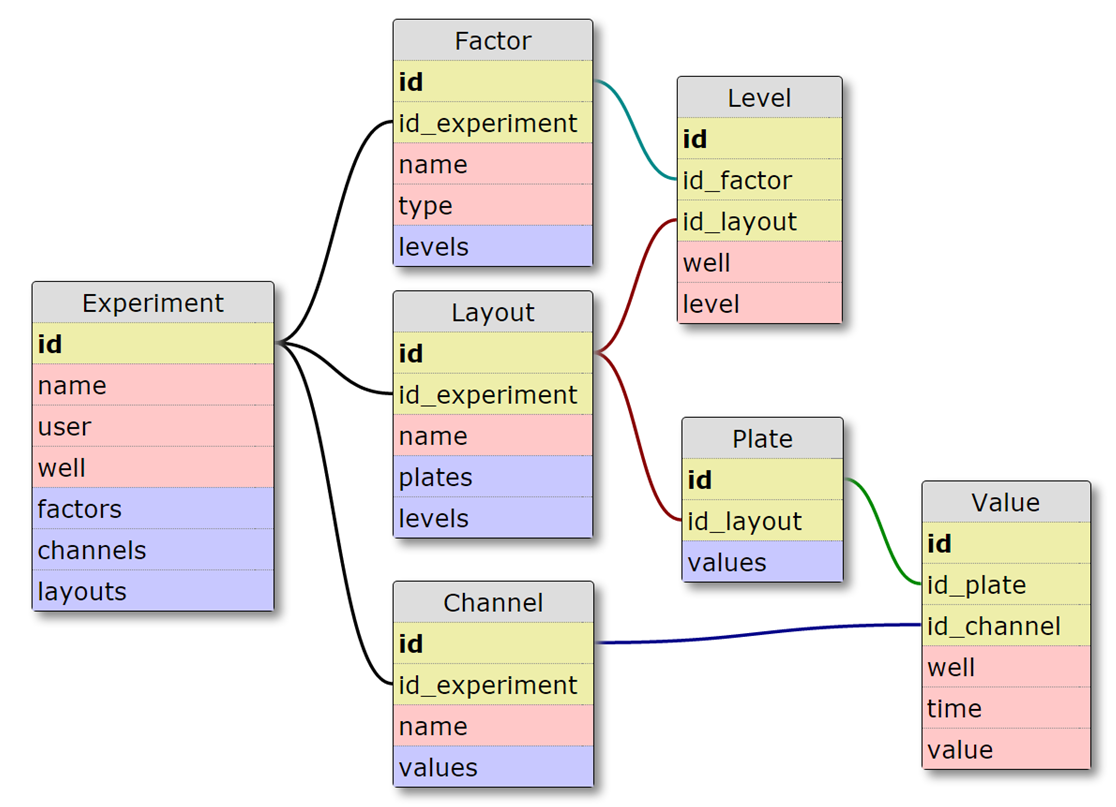 Experiment
id
name
user
well
factors
channels
layouts
Factor
id
id_experiment
name
type
levels
Layout
id
id_experiment
name
plates
levels
Channel
id
id_experiment
name
values
Level
id
id_factor
id_layout
well
level
Plate
id
id_layout
values
Value
id
id_plate
id_channel
well
time
value